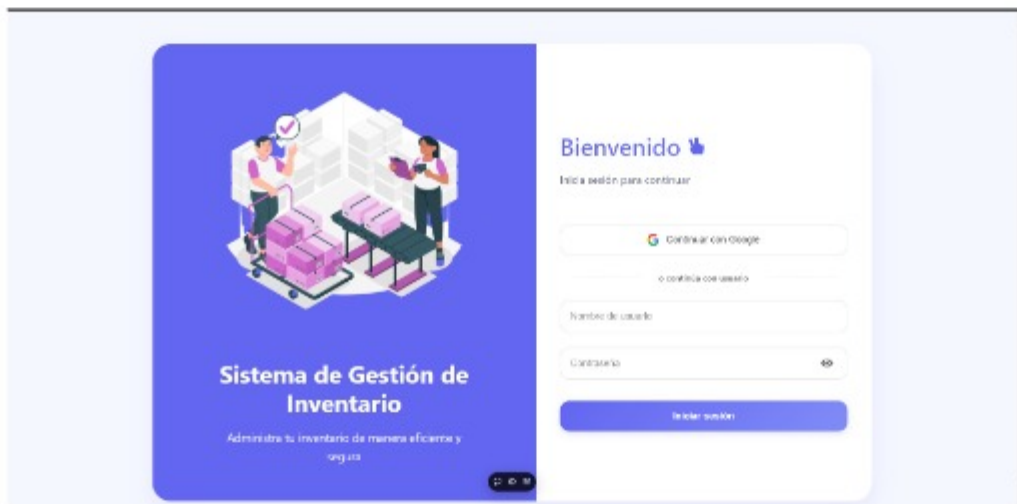 Sistema de Gestión de
Inventario
Administra tu inventario de manera eficiente y
segura
Bienvenido
Inicia sesión para continuar
Continuar con Google
o continúa con usuario
Nombre de usuario
Contraseña
Iniciar sesión